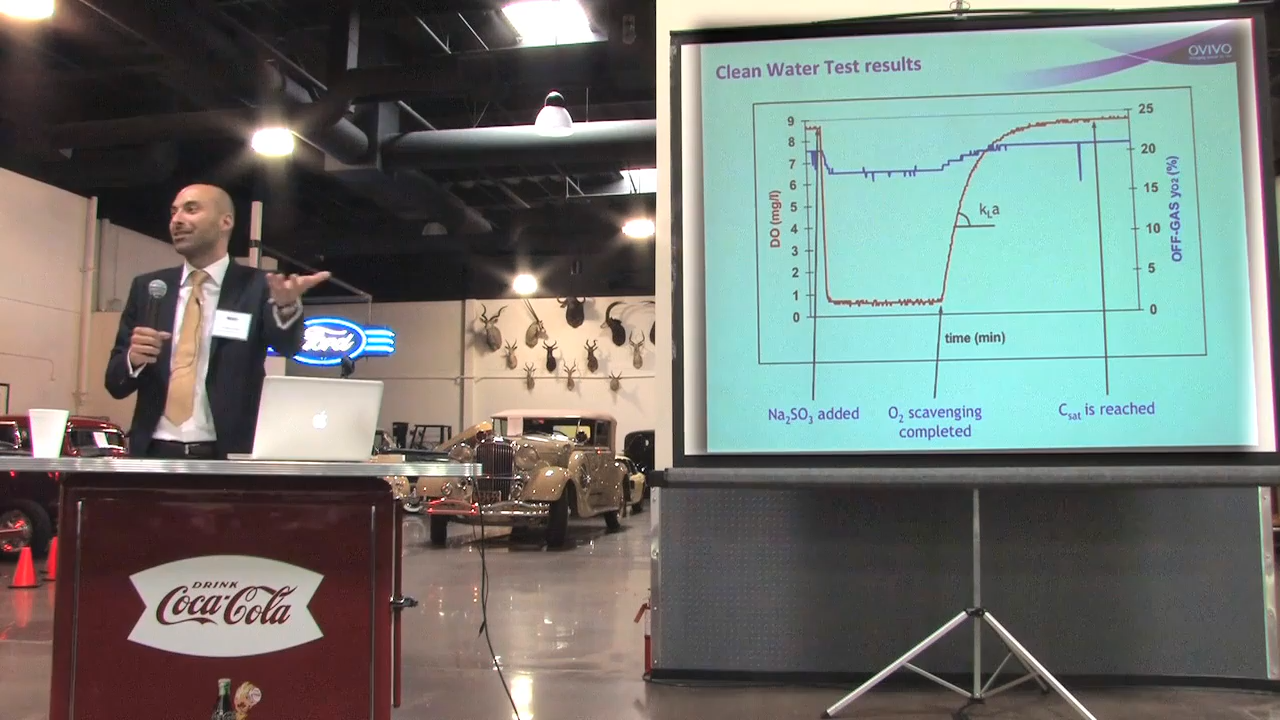 Clean Water Test results
OVIVO
9
8
7
6
5
4
3
2
1
0
DO (mg/l)
25
20
15
10
5
0
OFF-GAS yO2 (%)
kLa
time (min)
Na2SO3 added
O2 scavenging
completed
Csat is reached
Ford
DRINK
Coca-Cola